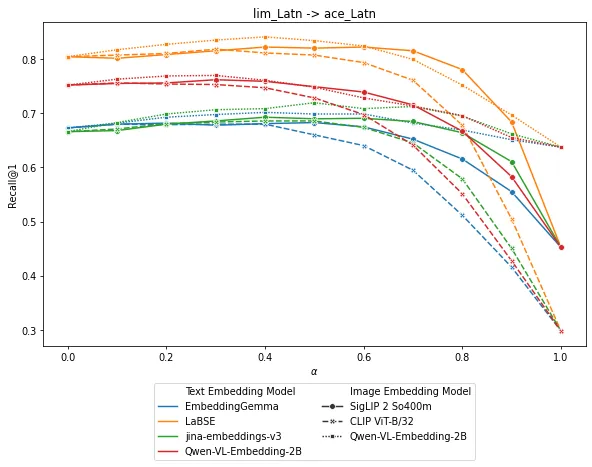 lim_Latn -> ace_Latn
Recall@1
0.8
0.7
0.6
0.5
0.4
0.3
0.0
0.2
0.4
0.6
0.8
1.0
α
Text Embedding Model
EmbeddingGemma
LaBSE
jina-embeddings-v3
Qwen-VL-Embedding-2B
Image Embedding Model
SigLIP 2 So400m
CLIP ViT-B/32
Qwen-VL-Embedding-2B